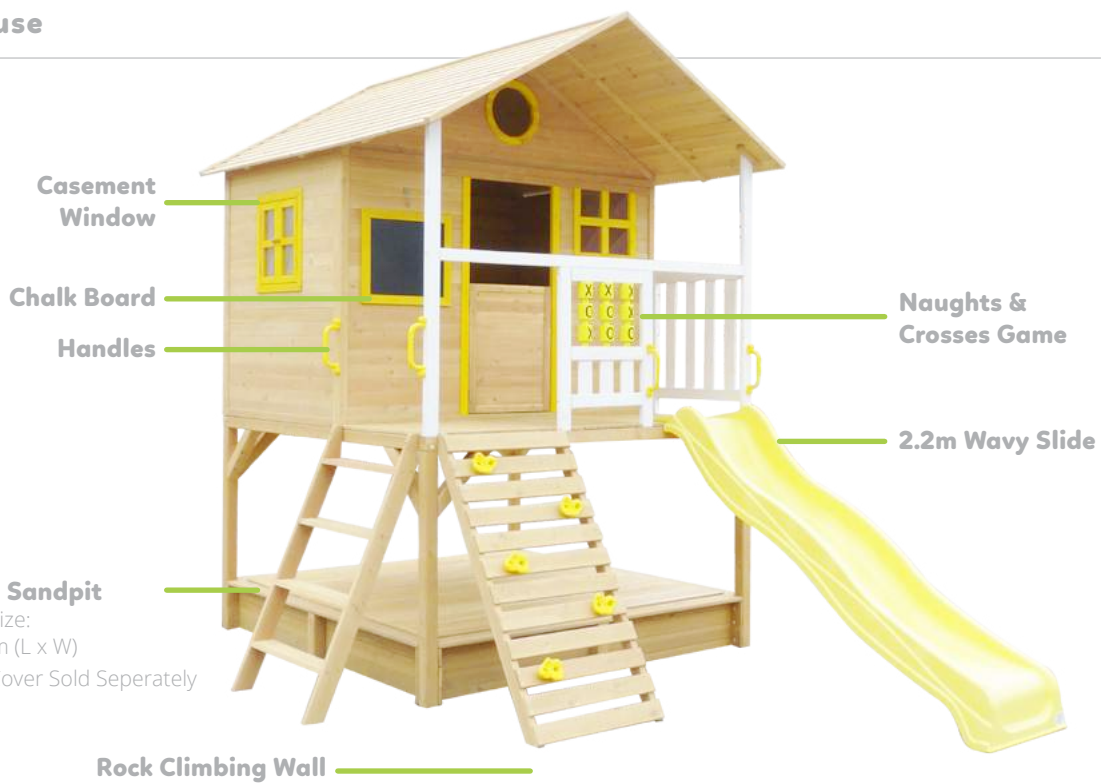 use
Casement
Window
Chalk Board
Handles
Naughts &
Crosses Game
X X X
O O X
X O O
2.2m Wavy Slide
Sandpit
ize:
(L x W)
over Sold Seperately
Rock Climbing Wall